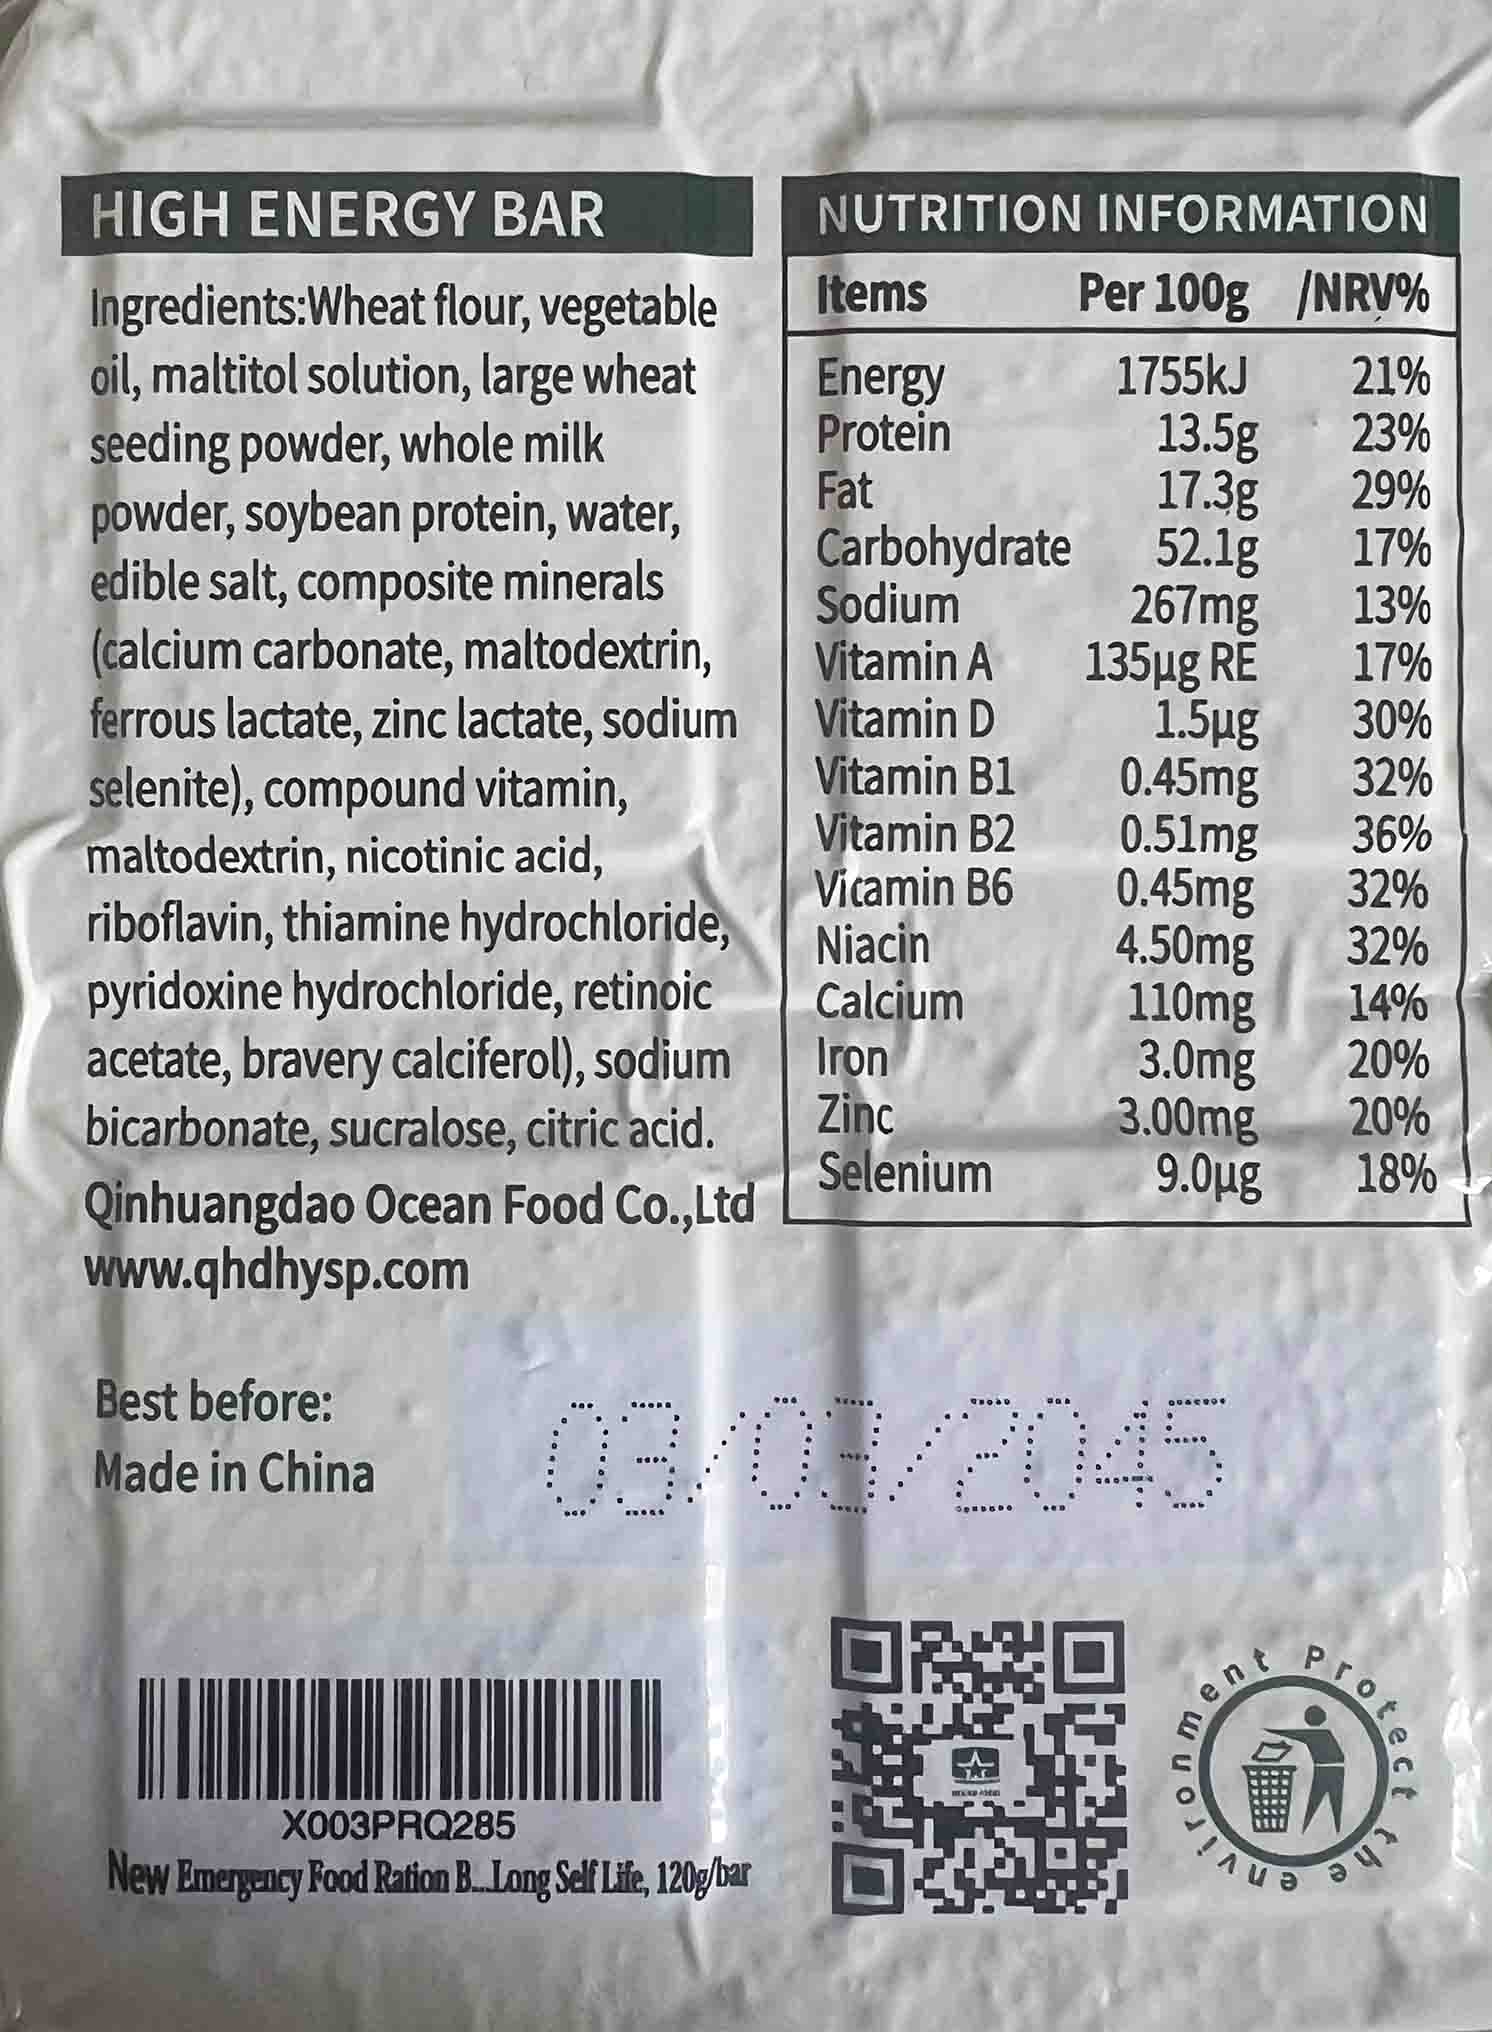 HIGH ENERGY BAR
Ingredients:Wheat flour, vegetable
oil, maltitol solution, large wheat
seeding powder, whole milk
powder, soybean protein, water,
edible salt, composite minerals
(calcium carbonate, maltodextrin,
ferrous lactate, zinc lactate, sodium
selenite), compound vitamin,
maltodextrin, nicotinic acid,
riboflavin, thiamine hydrochloride,
pyridoxine hydrochloride, retinoic
acetate, bravery calciferol), sodium
bicarbonate, sucralose, citric acid.
Qinhuangdao Ocean Food Co.,Ltd
www.qhdhysp.com
NUTRITION INFORMATION
Items Per 100g /NRV%
Energy 1755kJ 21%
Protein 13.5g 23%
Fat 17.3g 29%
Carbohydrate 52.1g 17%
Sodium 267mg 13%
Vitamin A 135µg RE 17%
Vitamin D 1.5µg 30%
Vitamin B1 0.45mg 32%
Vitamin B2 0.51mg 36%
Vitamin B6 0.45mg 32%
Niacin 4.50mg 32%
Calcium 110mg 14%
Iron 3.0mg 20%
Zinc 3.00mg 20%
Selenium 9.0µg 18%
Best before:
Made in China
X003PRQ285
New Emergency Food Ration B...Long Self Life, 120g/bar
Protect the environment